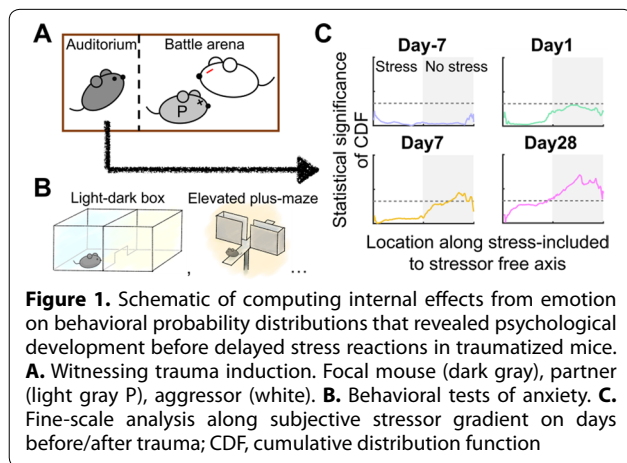 A
Auditorium
Battle arena
P
B
Light-dark box
,
Elevated plus-maze
...
C
Day-7
Stress
No stress
Day1
Day7
Day28
Statistical significance
of CDF
Location along stress-included
to stressor free axis
Figure 1. Schematic of computing internal effects from emotion
on behavioral probability distributions that revealed psychological
development before delayed stress reactions in traumatized mice.
A. Witnessing trauma induction. Focal mouse (dark gray), partner
(light gray P), aggressor (white). B. Behavioral tests of anxiety. C.
Fine-scale analysis along subjective stressor gradient on days
before/after trauma; CDF, cumulative distribution function